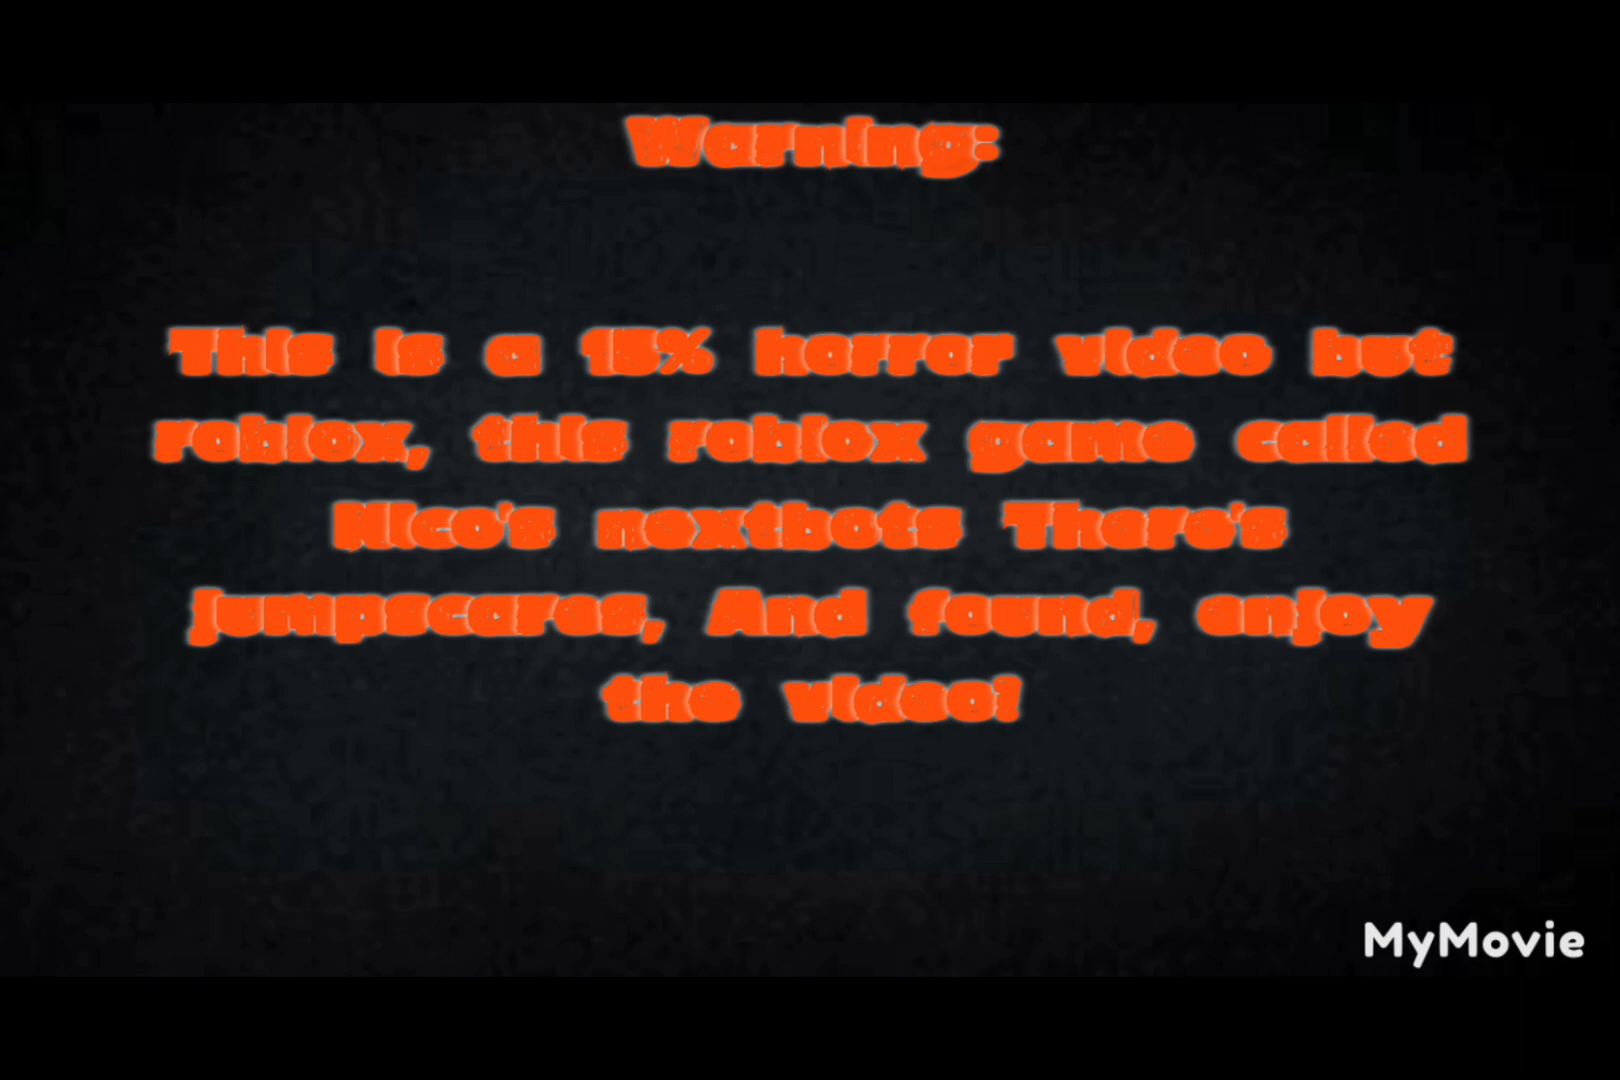 Warning:
This is a 15% horror video but
roblox, this roblox game called
Nico's nextbots There's
jumpscares, And found, enjoy
the video!
MyMovie